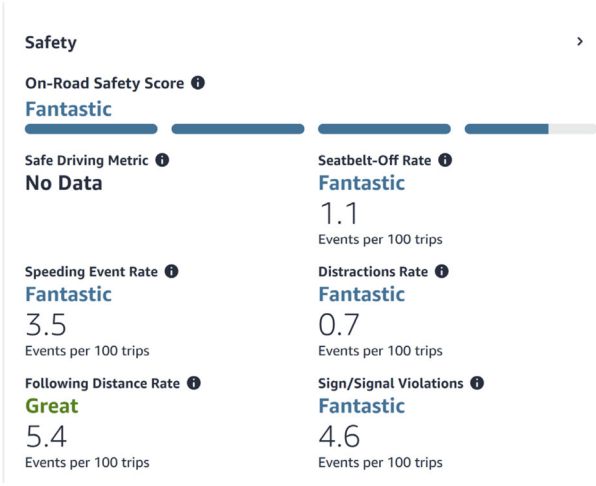 Safety
On-Road Safety Score
Fantastic
Safe Driving Metric
No Data
Seatbelt-Off Rate
Fantastic
1.1
Events per 100 trips
Speeding Event Rate
Fantastic
3.5
Events per 100 trips
Distractions Rate
Fantastic
0.7
Events per 100 trips
Following Distance Rate
Great
5.4
Events per 100 trips
Sign/Signal Violations
Fantastic
4.6
Events per 100 trips